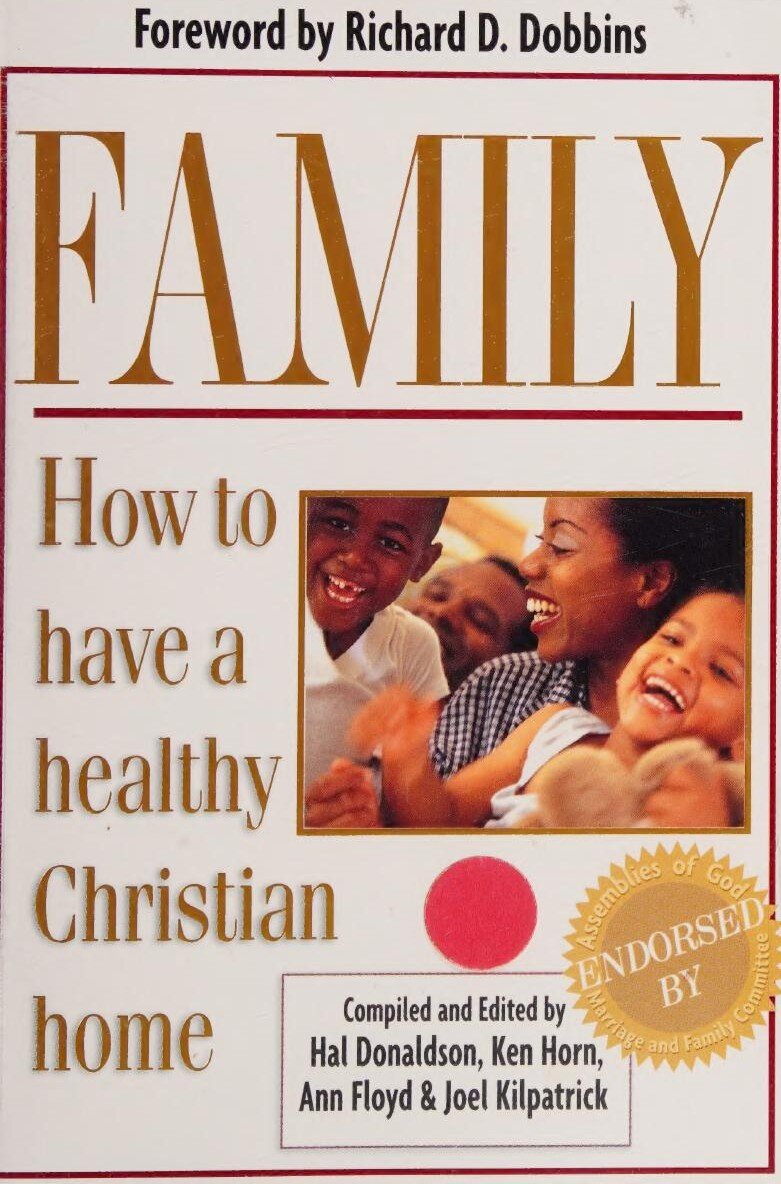 Foreword by Richard D. Dobbins
FAMILY
How to
have a
healthy
Christian
home
Assemblies of God
ENDORSED
BY
Marriage and Family Committee
Compiled and Edited by
Hal Donaldson, Ken Horn,
Ann Floyd & Joel Kilpatrick